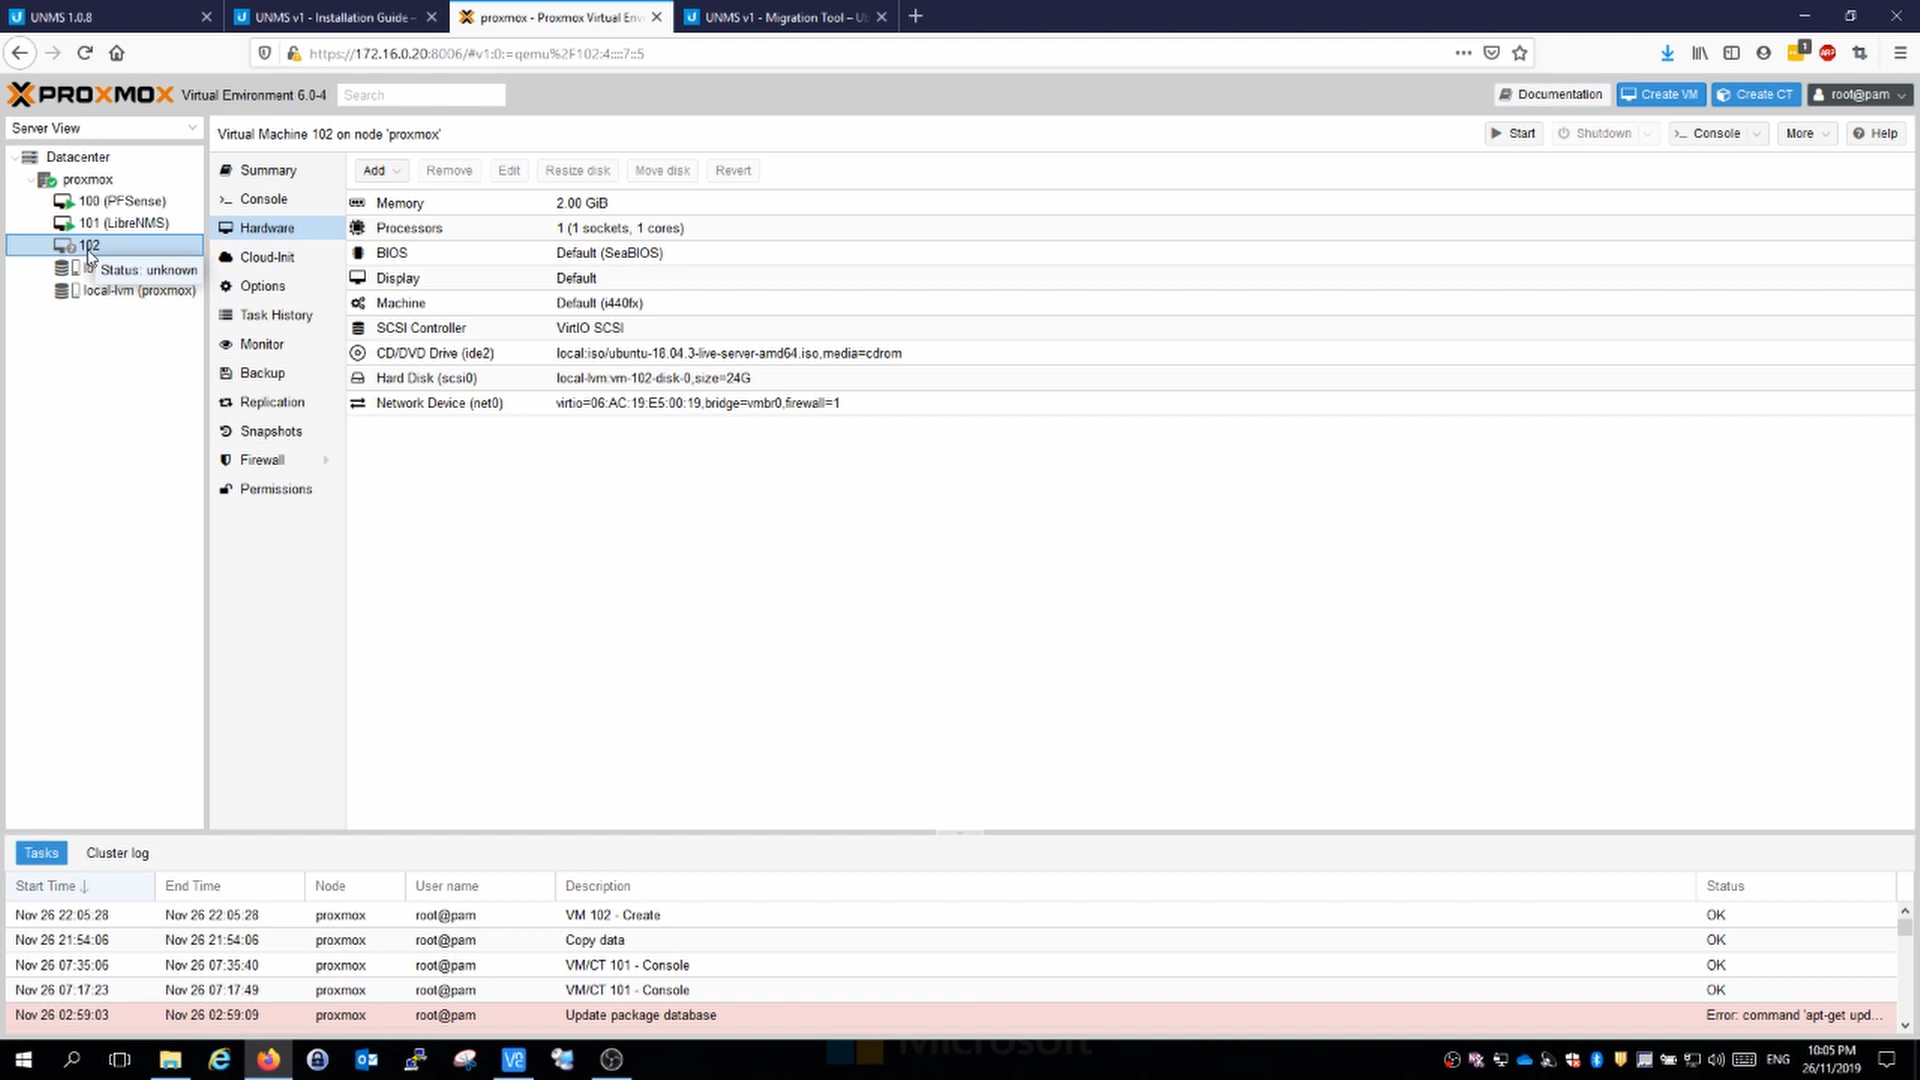 UNMS 1.0.8
UNMS v1 - Installation Guide -
proxmox - Proxmox Virtual Env
UNMS v1 - Migration Tool – U
https://172.16.0.20:8006/#v1:0:=qemu%2F102:4::::7::5
1
PROXMOX Virtual Environment 6.0-4 Search
Documentation Create VM Create CT root@pam
Server View
Virtual Machine 102 on node 'proxmox'
Start Shutdown >_ Console More Help
Datacenter
proxmox
100 (PFSense)
101 (LibreNMS)
102
Status: unknown
local-lvm (proxmox)
Summary
>_ Console
Hardware
Cloud-Init
Options
Task History
Monitor
Backup
Replication
Snapshots
Firewall
Permissions
Add Remove Edit Resize disk Move disk Revert
Memory 2.00 GiB
Processors 1 (1 sockets, 1 cores)
BIOS Default (SeaBIOS)
Display Default
Machine Default (i440fx)
SCSI Controller VirtIO SCSI
CD/DVD Drive (ide2) local:iso/ubuntu-18.04.3-live-server-amd64.iso,media=cdrom
Hard Disk (scsi0) local-lvm:vm-102-disk-0,size=24G
Network Device (net0) virtio=06:AC:19:E5:00:19,bridge=vmbr0,firewall=1
Tasks Cluster log
Start Time End Time Node User name Description Status
Nov 26 22:05:28 Nov 26 22:05:28 proxmox root@pam VM 102 - Create OK
Nov 26 21:54:06 Nov 26 21:54:06 proxmox root@pam Copy data OK
Nov 26 07:35:06 Nov 26 07:35:40 proxmox root@pam VM/CT 101 - Console OK
Nov 26 07:17:23 Nov 26 07:17:49 proxmox root@pam VM/CT 101 - Console OK
Nov 26 02:59:03 Nov 26 02:59:09 proxmox root@pam Update package database Error: command 'apt-get upd...
Microsoft
ENG
10:05 PM
26/11/2019